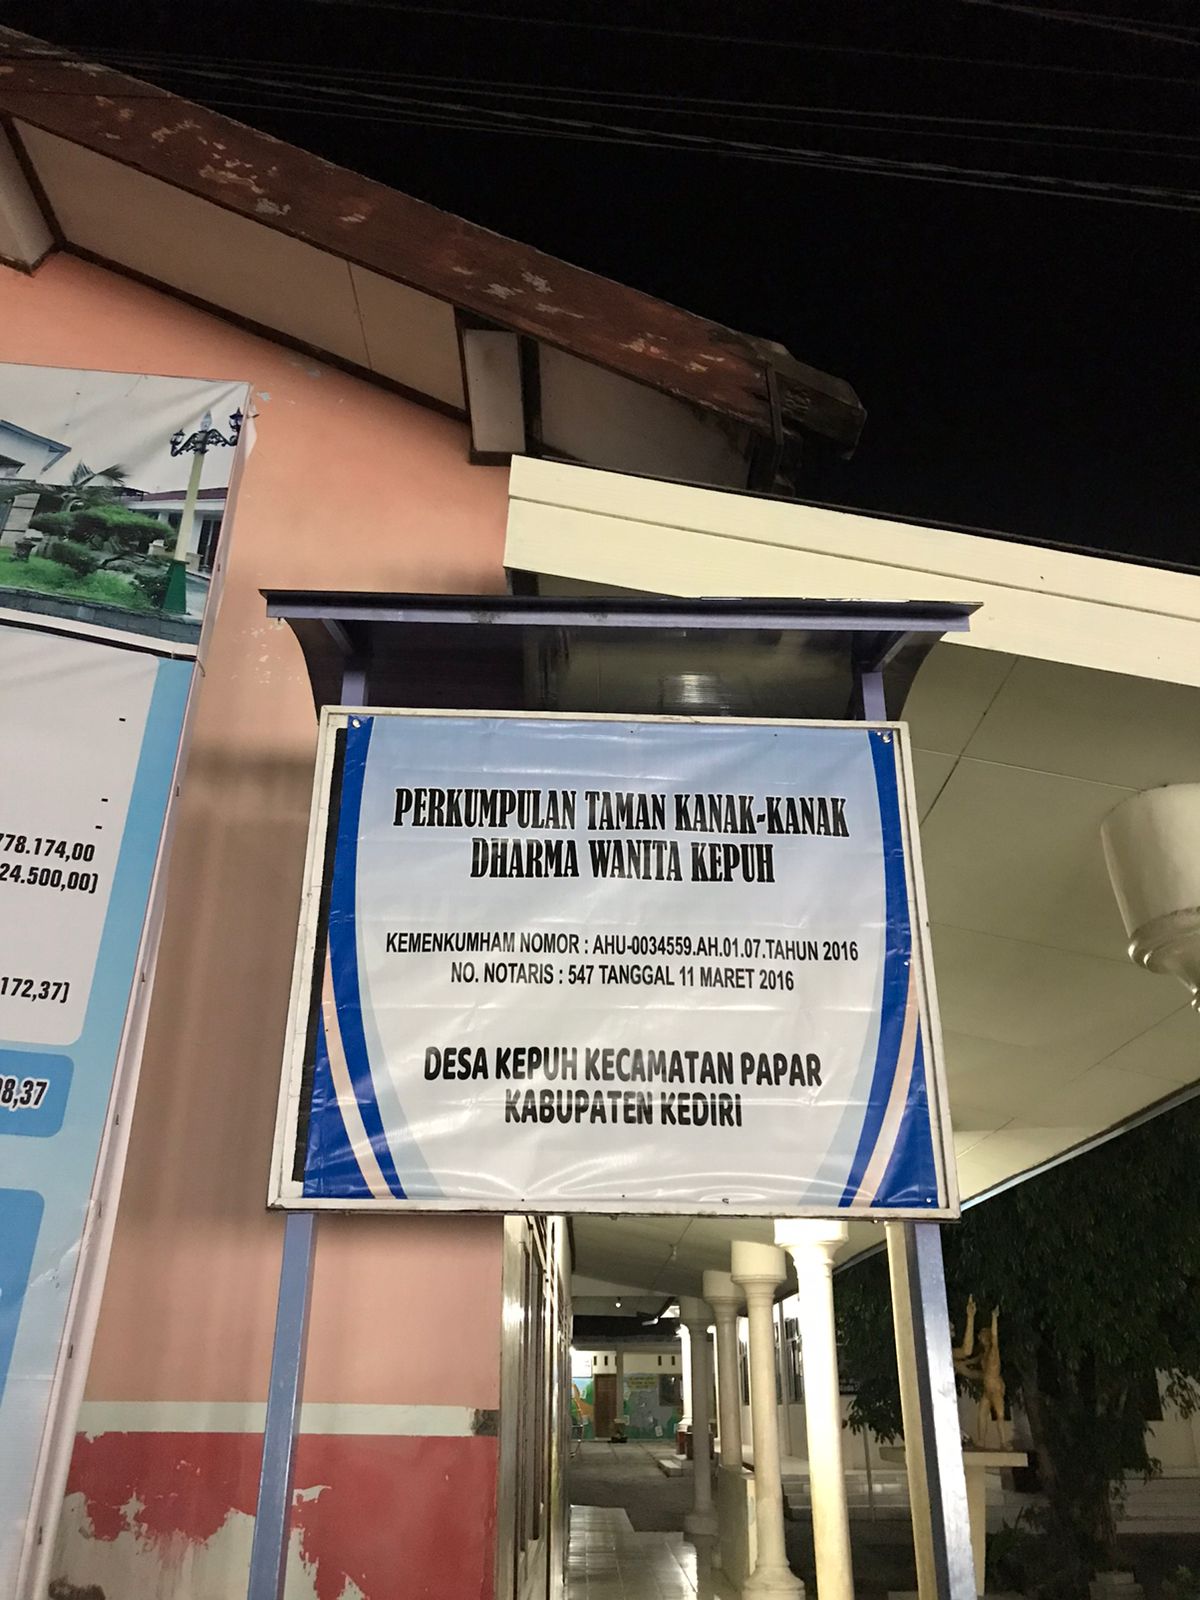 PERKUMPULAN TAMAN KANAK-KANAK
DHARMA WANITA KEPUH
KEMENKUMHAM NOMOR : AHU-0034559.AH.01.07.TAHUN 2016
NO. NOTARIS : 547 TANGGAL 11 MARET 2016
DESA KEPUH KECAMATAN PAPAR
KABUPATEN KEDIRI
-
-
-
778.174,00
24.500,00)
172,37)
8,37